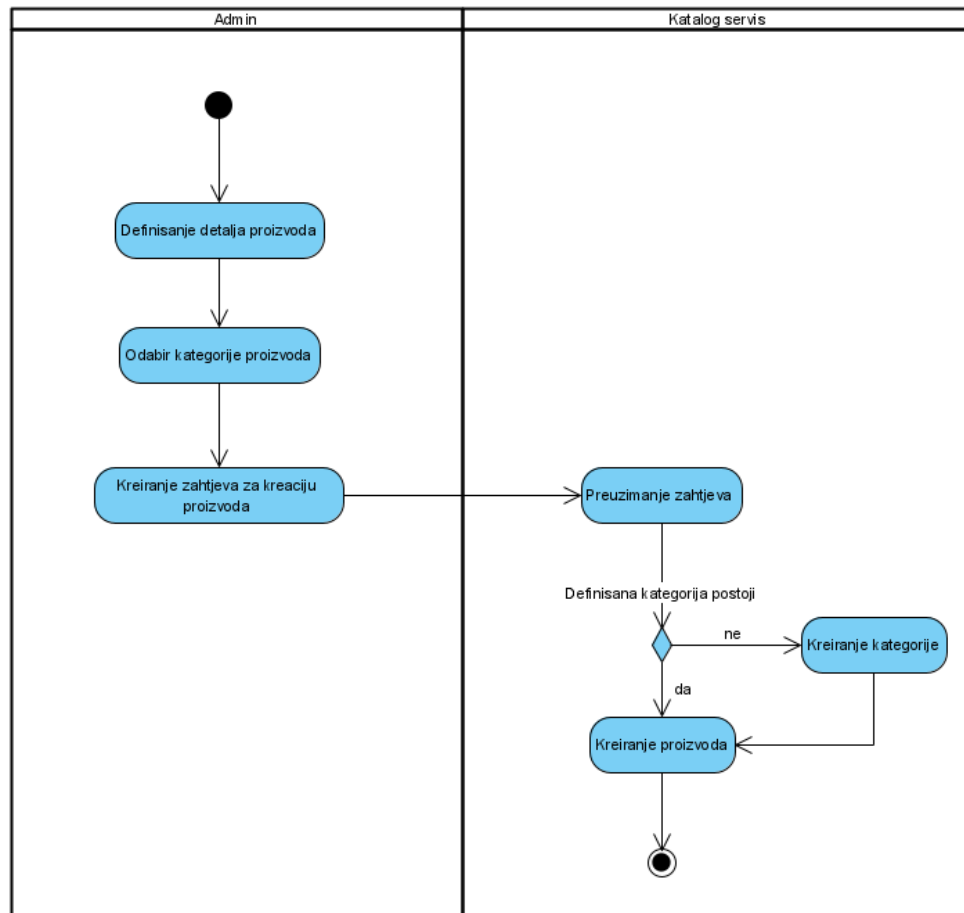 Admin
Katalog servis
Definisanje detalja proizvoda
Odabir kategorije proizvoda
Kreiranje zahtjeva za kreaciju
proizvoda
Preuzimanje zahtjeva
Definisana kategorija postoji
ne
Kreiranje kategorije
da
Kreiranje proizvoda